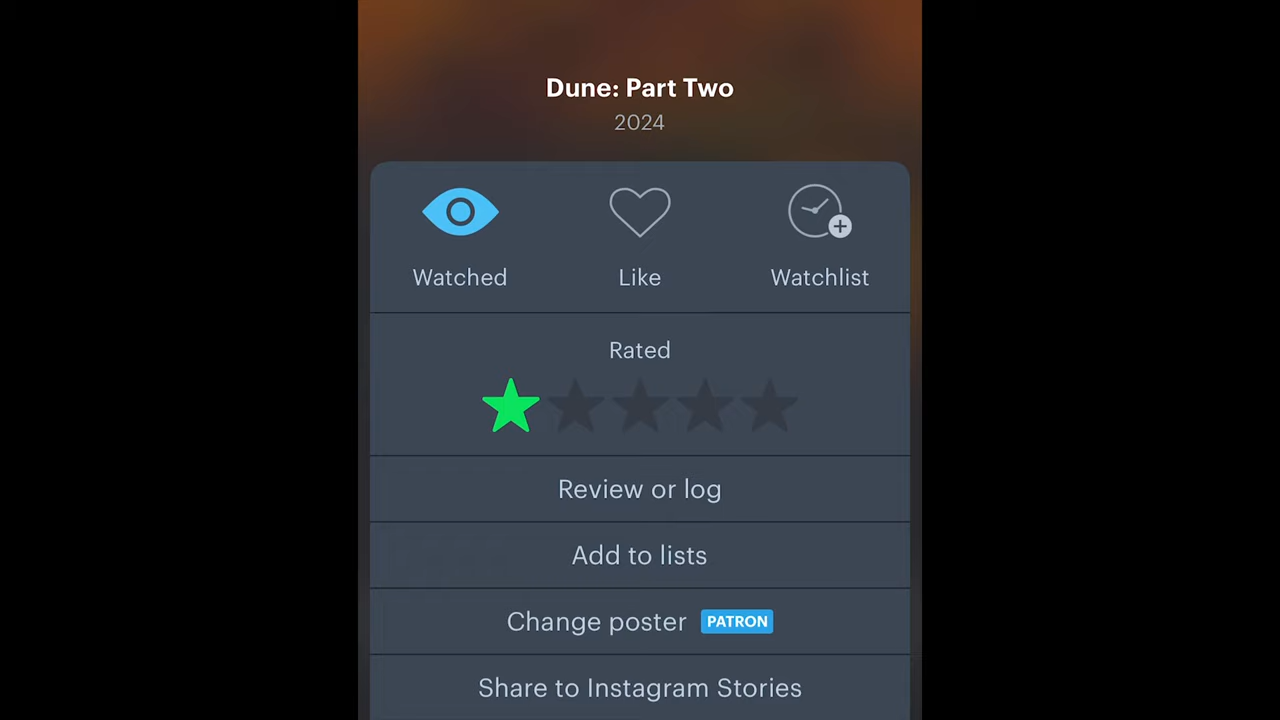 Dune: Part Two
2024
Watched Like Watchlist
Rated
Review or log
Add to lists
Change poster PATRON
Share to Instagram Stories